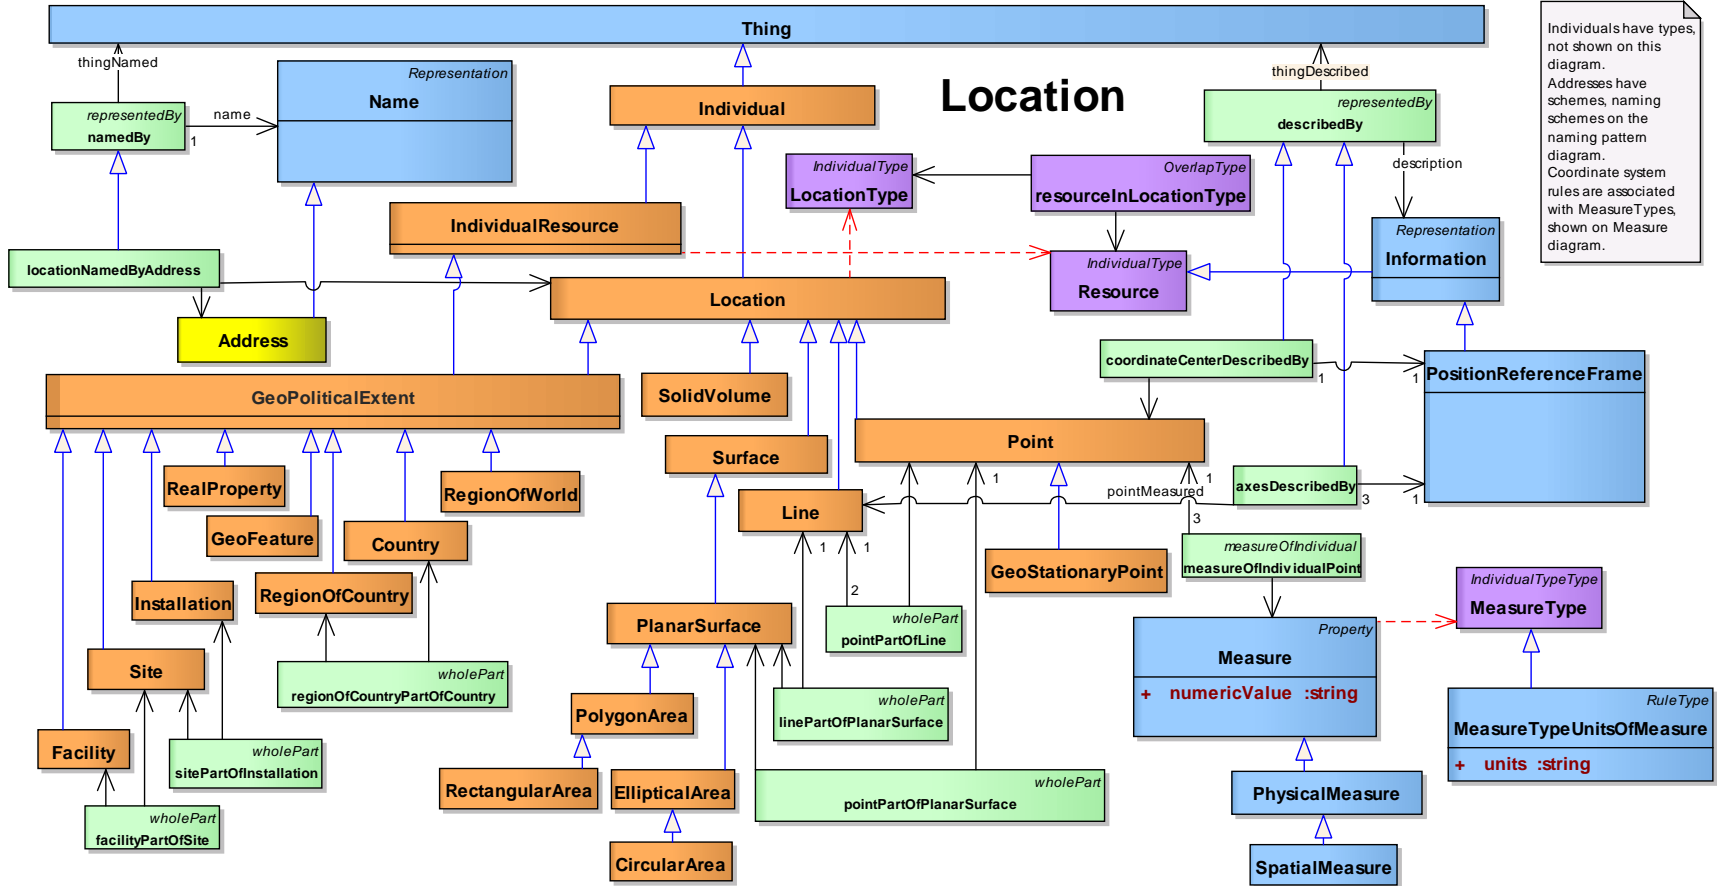 Thing
Individuals have types,
not shown on this
diagram.
Addresses have
schemes, naming
schemes on the
naming pattern
diagram.
Coordinate system
rules are associated
with MeasureTypes,
shown on Measure
diagram.
thingNamed
thingDescribed
Representation
Name
Individual
Location
representedBy
namedBy
name
1
representedBy
describedBy
description
IndividualType
LocationType
OverlapType
resourceInLocationType
IndividualResource
Representation
Information
locationNamedByAddress
IndividualType
Resource
Location
Address
coordinateCenterDescribedBy
1
1
PositionReferenceFrame
GeoPoliticalExtent
SolidVolume
Point
Surface
RealProperty
RegionOfWorld
1
pointMeasured
1
axesDescribedBy
3
1
Line
GeoFeature
Country
1
1
3
measureOfIndividual
measureOfIndividualPoint
GeoStationaryPoint
Installation
RegionOfCountry
2
IndividualTypeType
MeasureType
PlanarSurface
wholePart
pointPartOfLine
Property
Measure
+ numericValue :string
Site
wholePart
regionOfCountryPartOfCountry
PolygonArea
wholePart
linePartOfPlanarSurface
RuleType
MeasureTypeUnitsOfMeasure
+ units :string
Facility
wholePart
sitePartOfInstallation
RectangularArea
EllipticalArea
wholePart
pointPartOfPlanarSurface
PhysicalMeasure
wholePart
facilityPartOfSite
CircularArea
SpatialMeasure